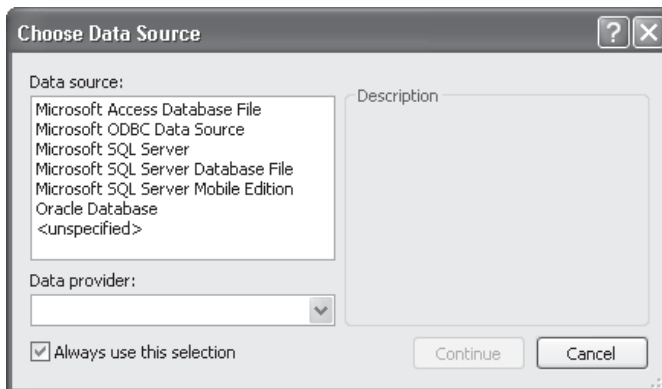 Choose Data Source
Data source:
Microsoft Access Database File
Microsoft ODBC Data Source
Microsoft SQL Server
Microsoft SQL Server Database File
Microsoft SQL Server Mobile Edition
Oracle Database
<unspecified>
Description
Data provider:
Always use this selection
Continue
Cancel